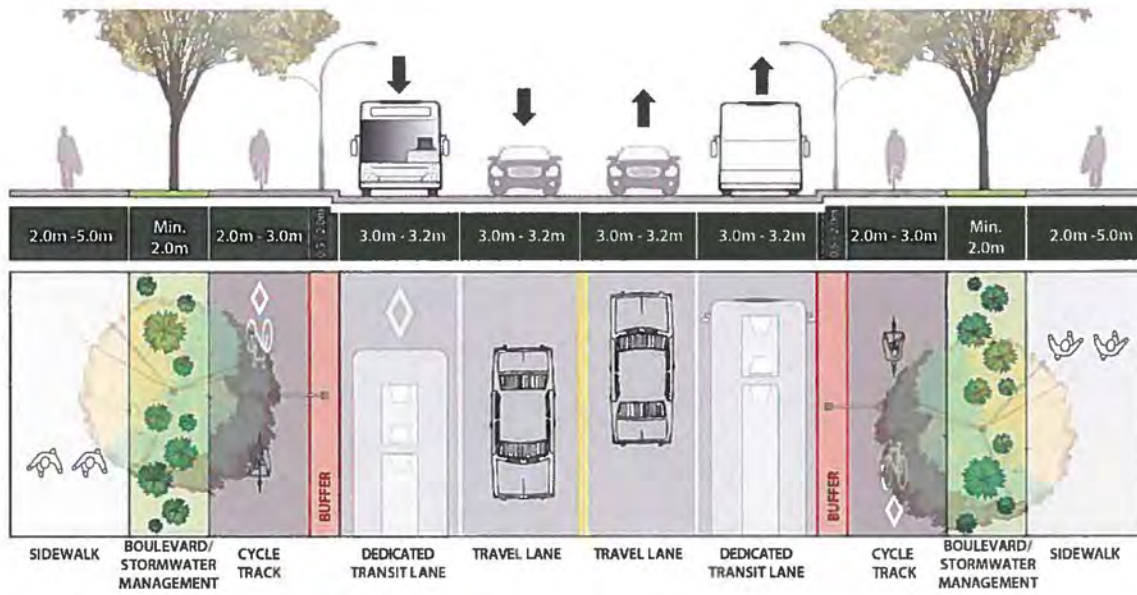 2.0m -5.0m
Min.
2.0m
2.0m - 3.0m
3.0m - 3.2m
3.0m - 3.2m
3.0m - 3.2m
3.0m - 3.2m
2.0m - 3.0m
Min.
2.0m
2.0m -5.0m
BUFFER
BUFFER
SIDEWALK
BOULEVARD/
STORMWATER
MANAGEMENT
CYCLE
TRACK
DEDICATED
TRANSIT LANE
TRAVEL LANE
TRAVEL LANE
DEDICATED
TRANSIT LANE
CYCLE
TRACK
BOULEVARD/
STORMWATER
MANAGEMENT
SIDEWALK